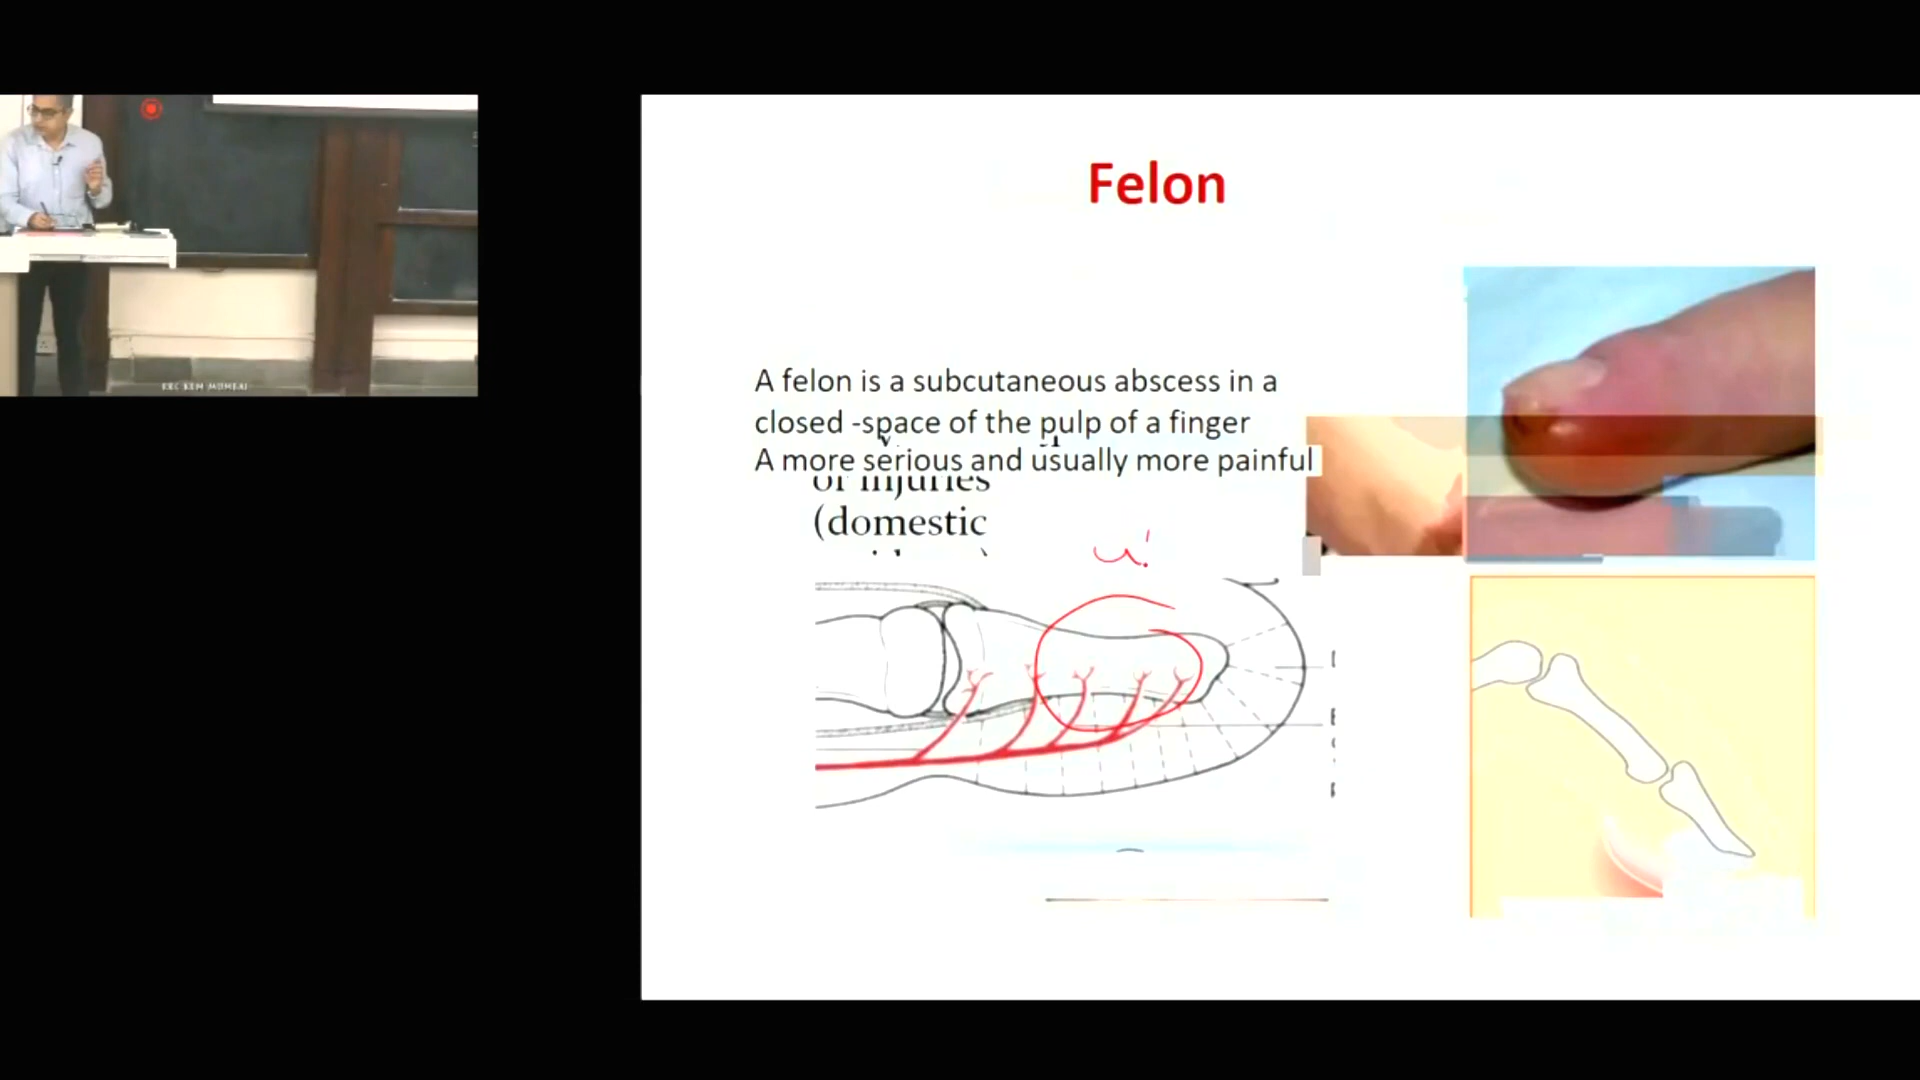 Felon
A felon is a subcutaneous abscess in a
closed -space of the pulp of a finger
A more serious and usually more painful
or injuries
(domestic